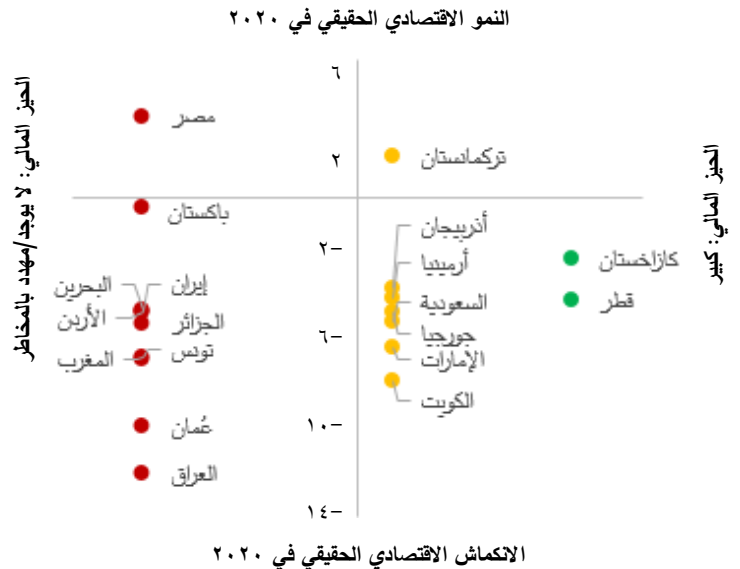 النمو الاقتصادي الحقيقي في ٢٠٢٠
الحيز المالي: لا يوجد/مهدد بالمخاطر
الحيز المالي: كبير
٦
٢
٢−
٦−
١٠−
١٤−
مصر
تركمانستان
باكستان
أذربيجان
أرمينيا
كازاخستان
إيران
البحرين
السعودية
قطر
الأردن
الجزائر
جورجيا
تونس
المغرب
الإمارات
الكويت
عُمان
العراق
الانكماش الاقتصادي الحقيقي في ٢٠٢٠